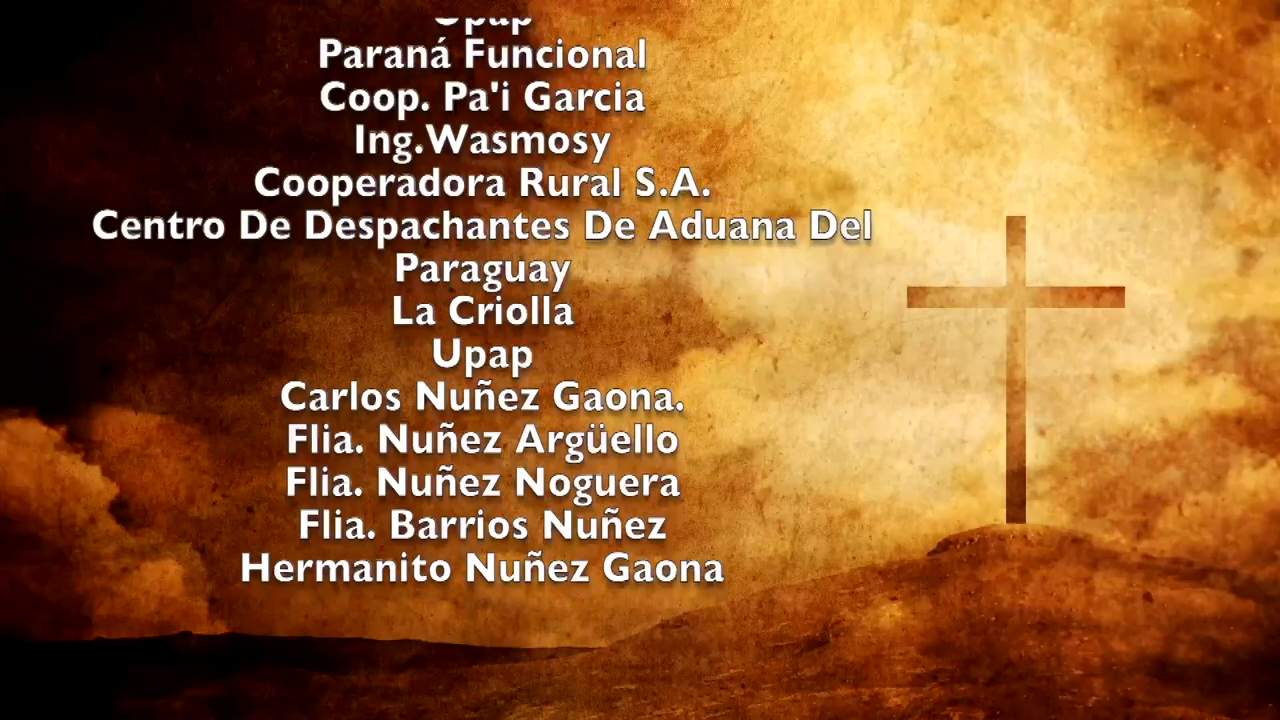 Paraná Funcional
Coop. Pa'i Garcia
Ing.Wasmosy
Cooperadora Rural S.A.
Centro De Despachantes De Aduana Del
Paraguay
La Criolla
Upap
Carlos Nuñez Gaona.
Flia. Nuñez Argüello
Flia. Nuñez Noguera
Flia. Barrios Nuñez
Hermanito Nuñez Gaona